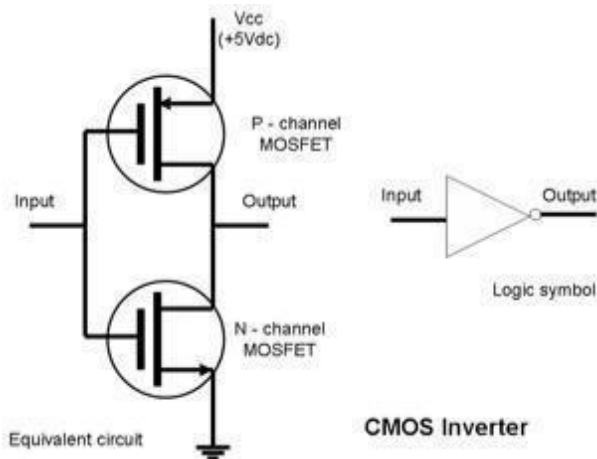 Vcc
(+5Vdc)
P - channel
MOSFET
Input
Output
Input
Output
Logic symbol
N - channel
MOSFET
CMOS Inverter
Equivalent circuit